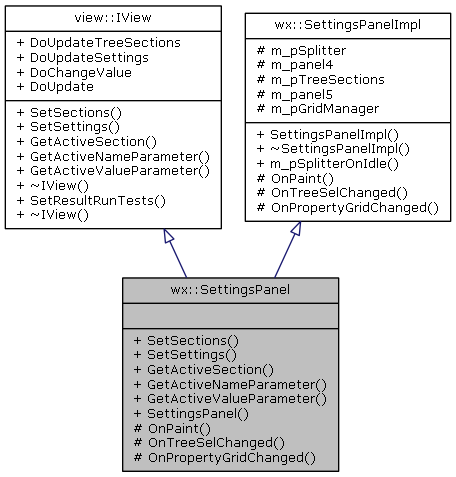 view::IView
+ DoUpdateTreeSections
+ DoUpdateSettings
+ DoChangeValue
+ DoUpdate
+ SetSections()
+ SetSettings()
+ GetActiveSection()
+ GetActiveNameParameter()
+ GetActiveValueParameter()
+ ~IView()
+ SetResultRunTests()
+ ~IView()
wx::SettingsPanelImpl
# m_pSplitter
# m_panel4
# m_pTreeSections
# m_panel5
# m_pGridManager
+ SettingsPanelImpl()
+ ~SettingsPanelImpl()
+ m_pSplitterOnIdle()
# OnPaint()
# OnTreeSelChanged()
# OnPropertyGridChanged()
wx::SettingsPanel
+ SetSections()
+ SetSettings()
+ GetActiveSection()
+ GetActiveNameParameter()
+ GetActiveValueParameter()
+ SettingsPanel()
# OnPaint()
# OnTreeSelChanged()
# OnPropertyGridChanged()